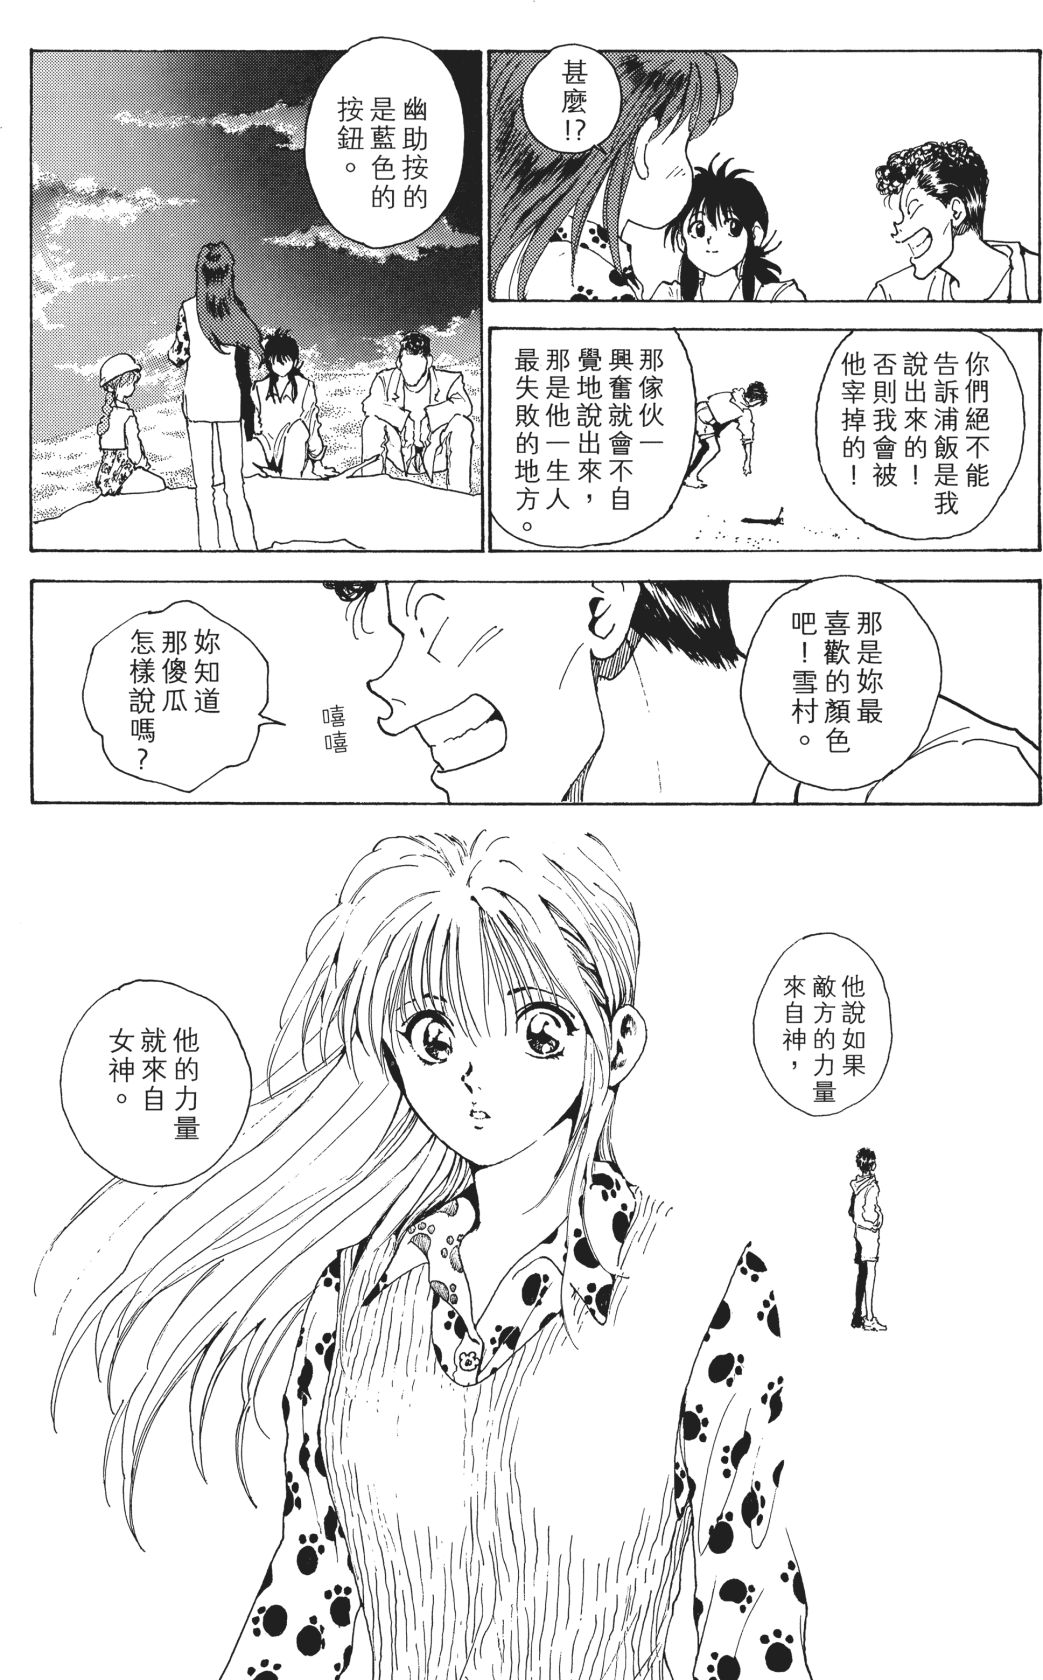 甚麼!?
幽助按的
是藍色的
按鈕。
你們絕不能
告訴浦飯是我
說出來的！
否則我會被
他宰掉的！
那傢伙一
興奮就會不自
覺地說出來，
那是他一生人
最失敗的地方。
那是妳最
喜歡的顏色
吧！雪村。
嘻嘻
妳知道
那傻瓜
怎樣說嗎？
他說如果
敵方的力量
來自神，
他的力量
就來自
女神。